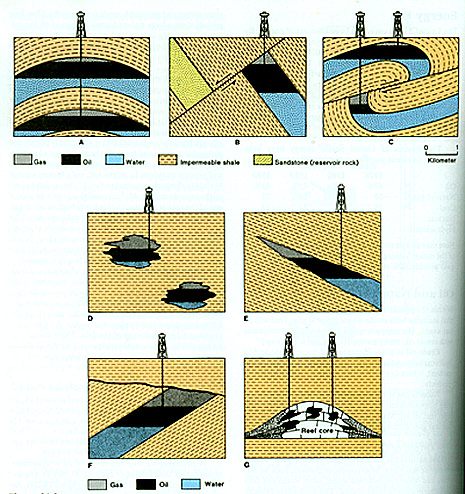 A
B
C
Gas
Oil
Water
Impermeable shale
Sandstone (reservoir rock)
0 1
Kilometer
D
E
Reef core
F
G
Gas
Oil
Water